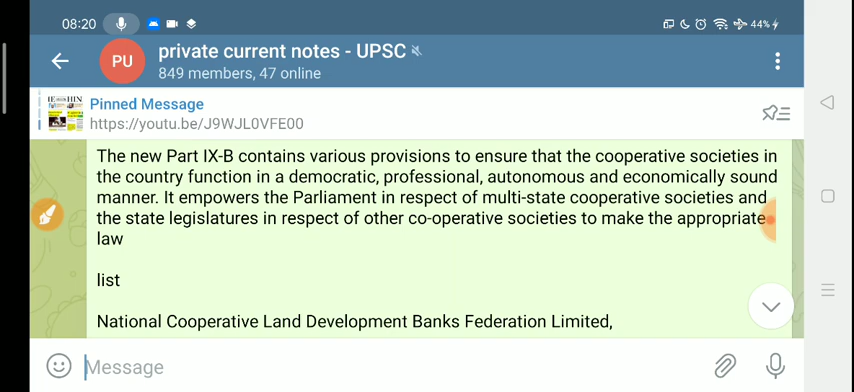 08:20
44%
private current notes - UPSC
PU
849 members, 47 online
Pinned Message
https://youtu.be/J9WJL0VFE00
The new Part IX-B contains various provisions to ensure that the cooperative societies in
the country function in a democratic, professional, autonomous and economically sound
manner. It empowers the Parliament in respect of multi-state cooperative societies and
the state legislatures in respect of other co-operative societies to make the appropriate
law
list
National Cooperative Land Development Banks Federation Limited,
Message